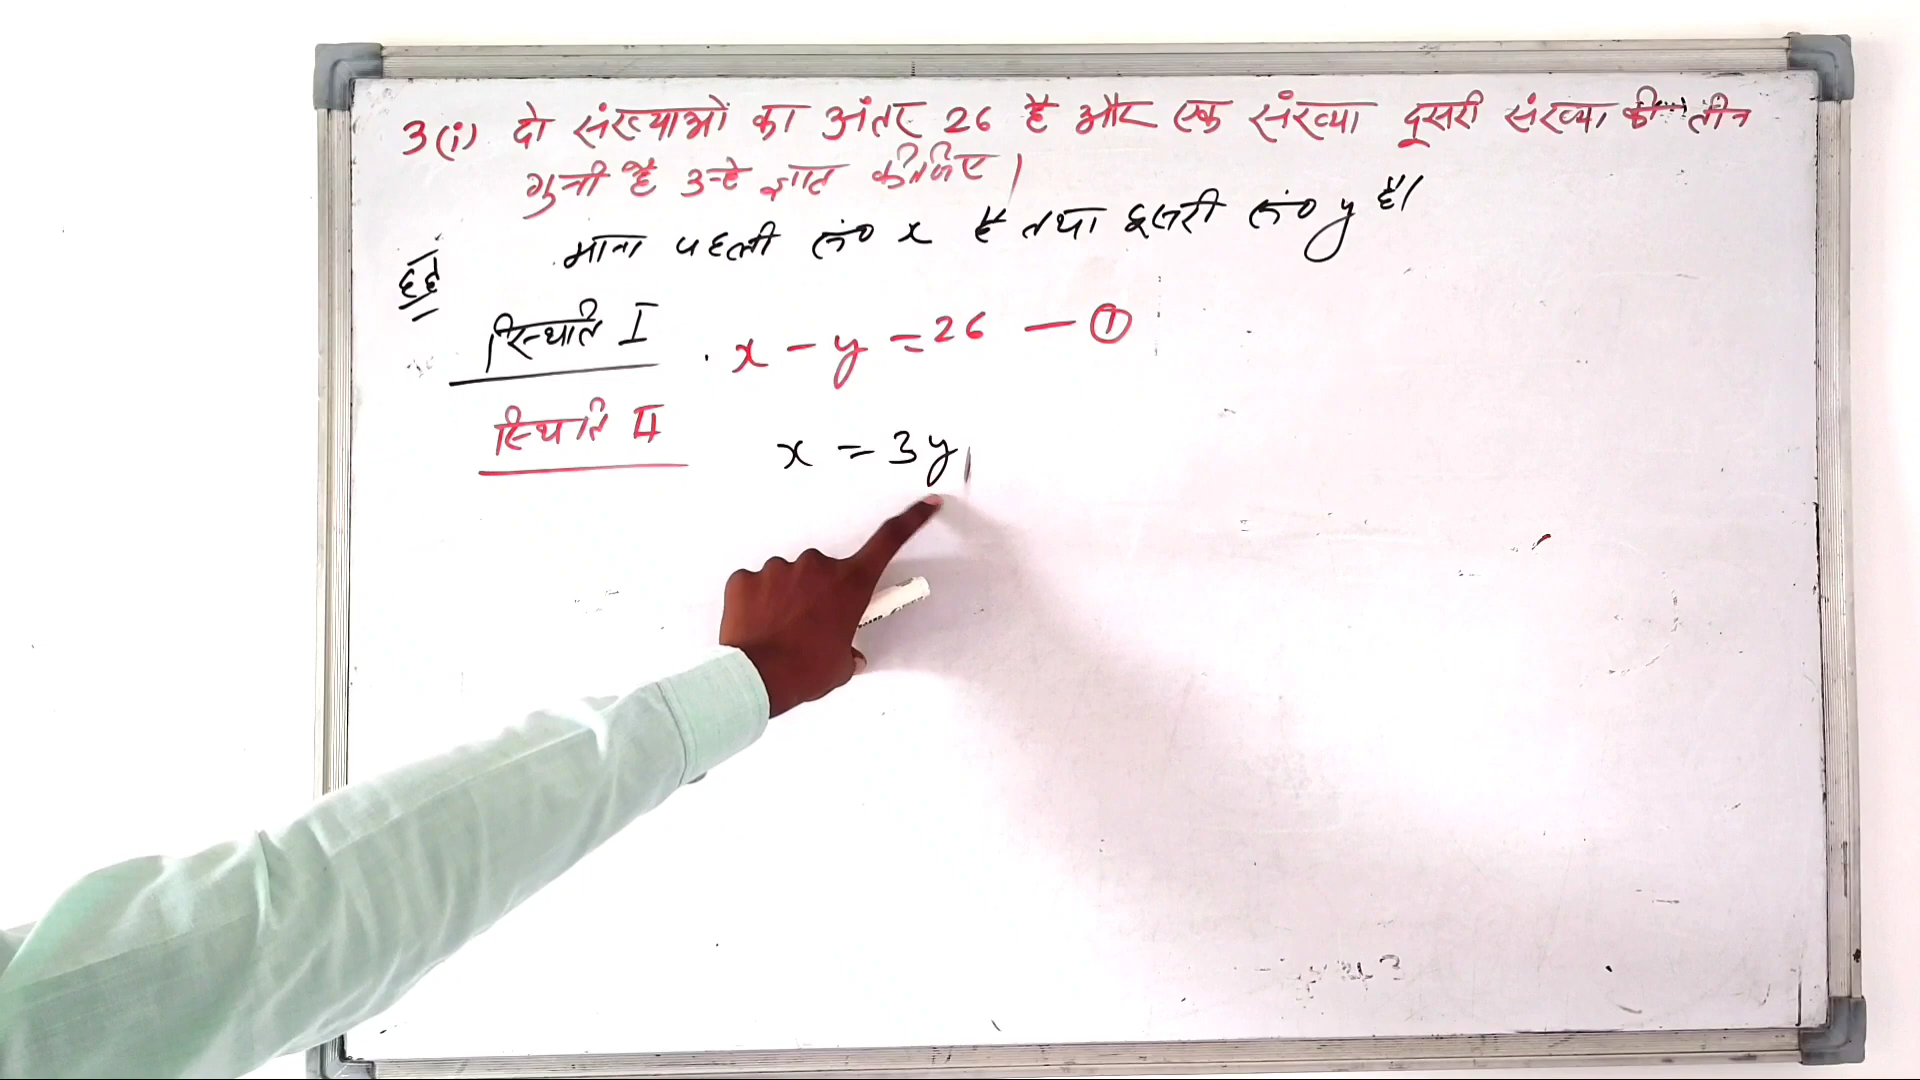 3(i) दो संख्याओं का अंतर 26 है और एक संख्या दूसरी संख्या की तीन
गुनी है उन्हे ज्ञात कीजिए।
माना पहली सं० x है तथा दूसरी सं० y है।
हल
स्थिति I x - y = 26 — ①
स्थिति II x = 3y